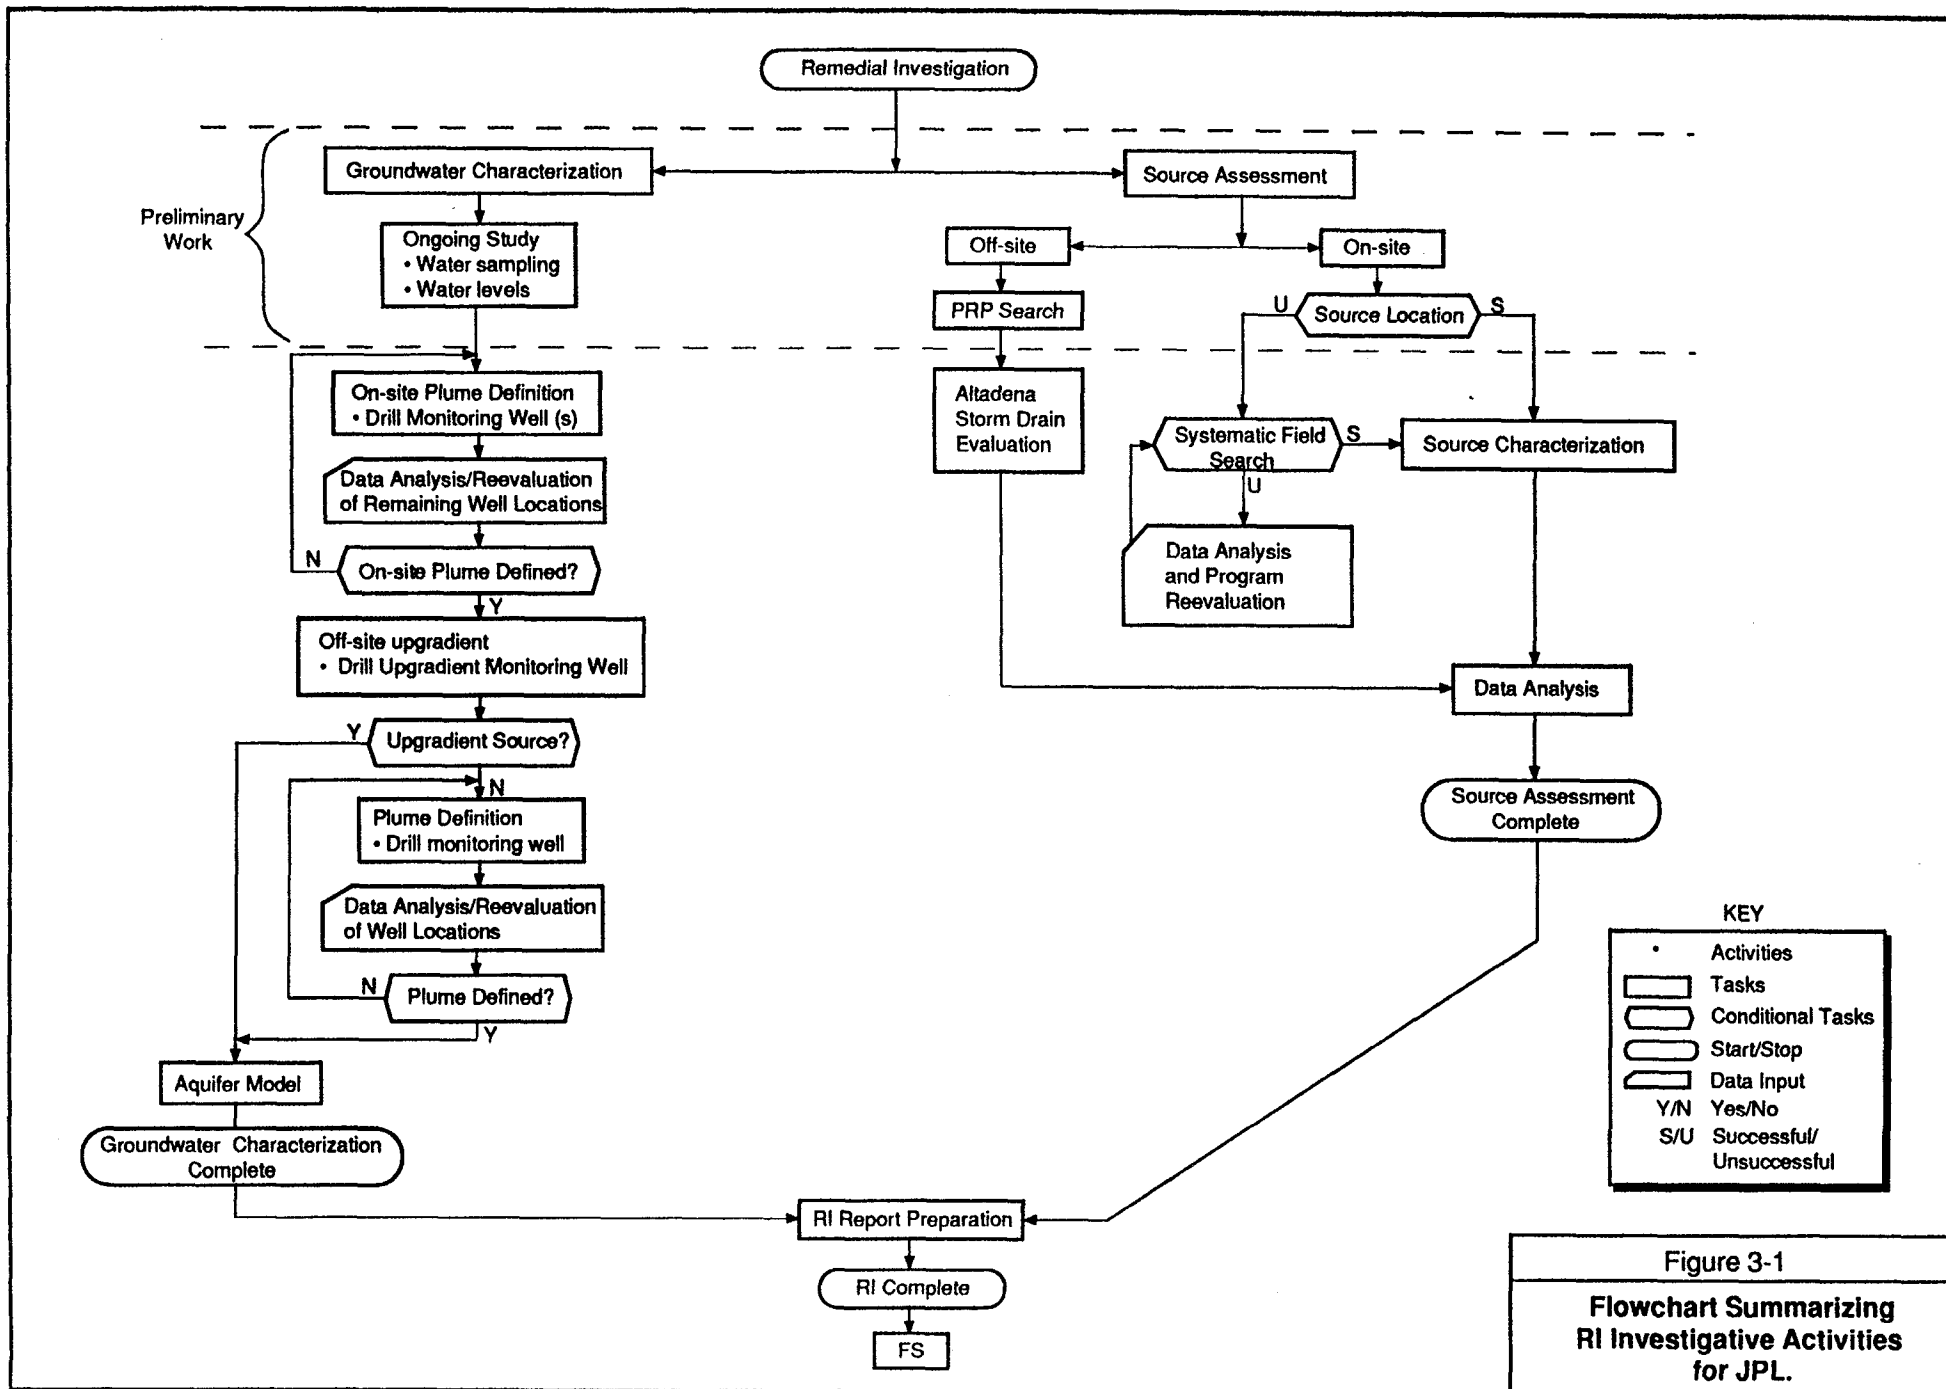 Remedial Investigation
Preliminary
Work
Groundwater Characterization
Ongoing Study
• Water sampling
• Water levels
Source Assessment
Off-site
On-site
PRP Search
U
Source Location
S
On-site Plume Definition
• Drill Monitoring Well (s)
Data Analysis/Reevaluation
of Remaining Well Locations
N
On-site Plume Defined?
Y
Off-site upgradient
• Drill Upgradient Monitoring Well
Y
Upgradient Source?
N
Plume Definition
• Drill monitoring well
Data Analysis/Reevaluation
of Well Locations
N
Plume Defined?
Y
Aquifer Model
Groundwater Characterization
Complete
Altadena
Storm Drain
Evaluation
Systematic Field
Search
S
U
Source Characterization
Data Analysis
and Program
Reevaluation
Data Analysis
Source Assessment
Complete
RI Report Preparation
RI Complete
FS
KEY
• Activities
Tasks
Conditional Tasks
Start/Stop
Data Input
Y/N Yes/No
S/U Successful/
Unsuccessful
Figure 3-1
Flowchart Summarizing
RI Investigative Activities
for JPL.